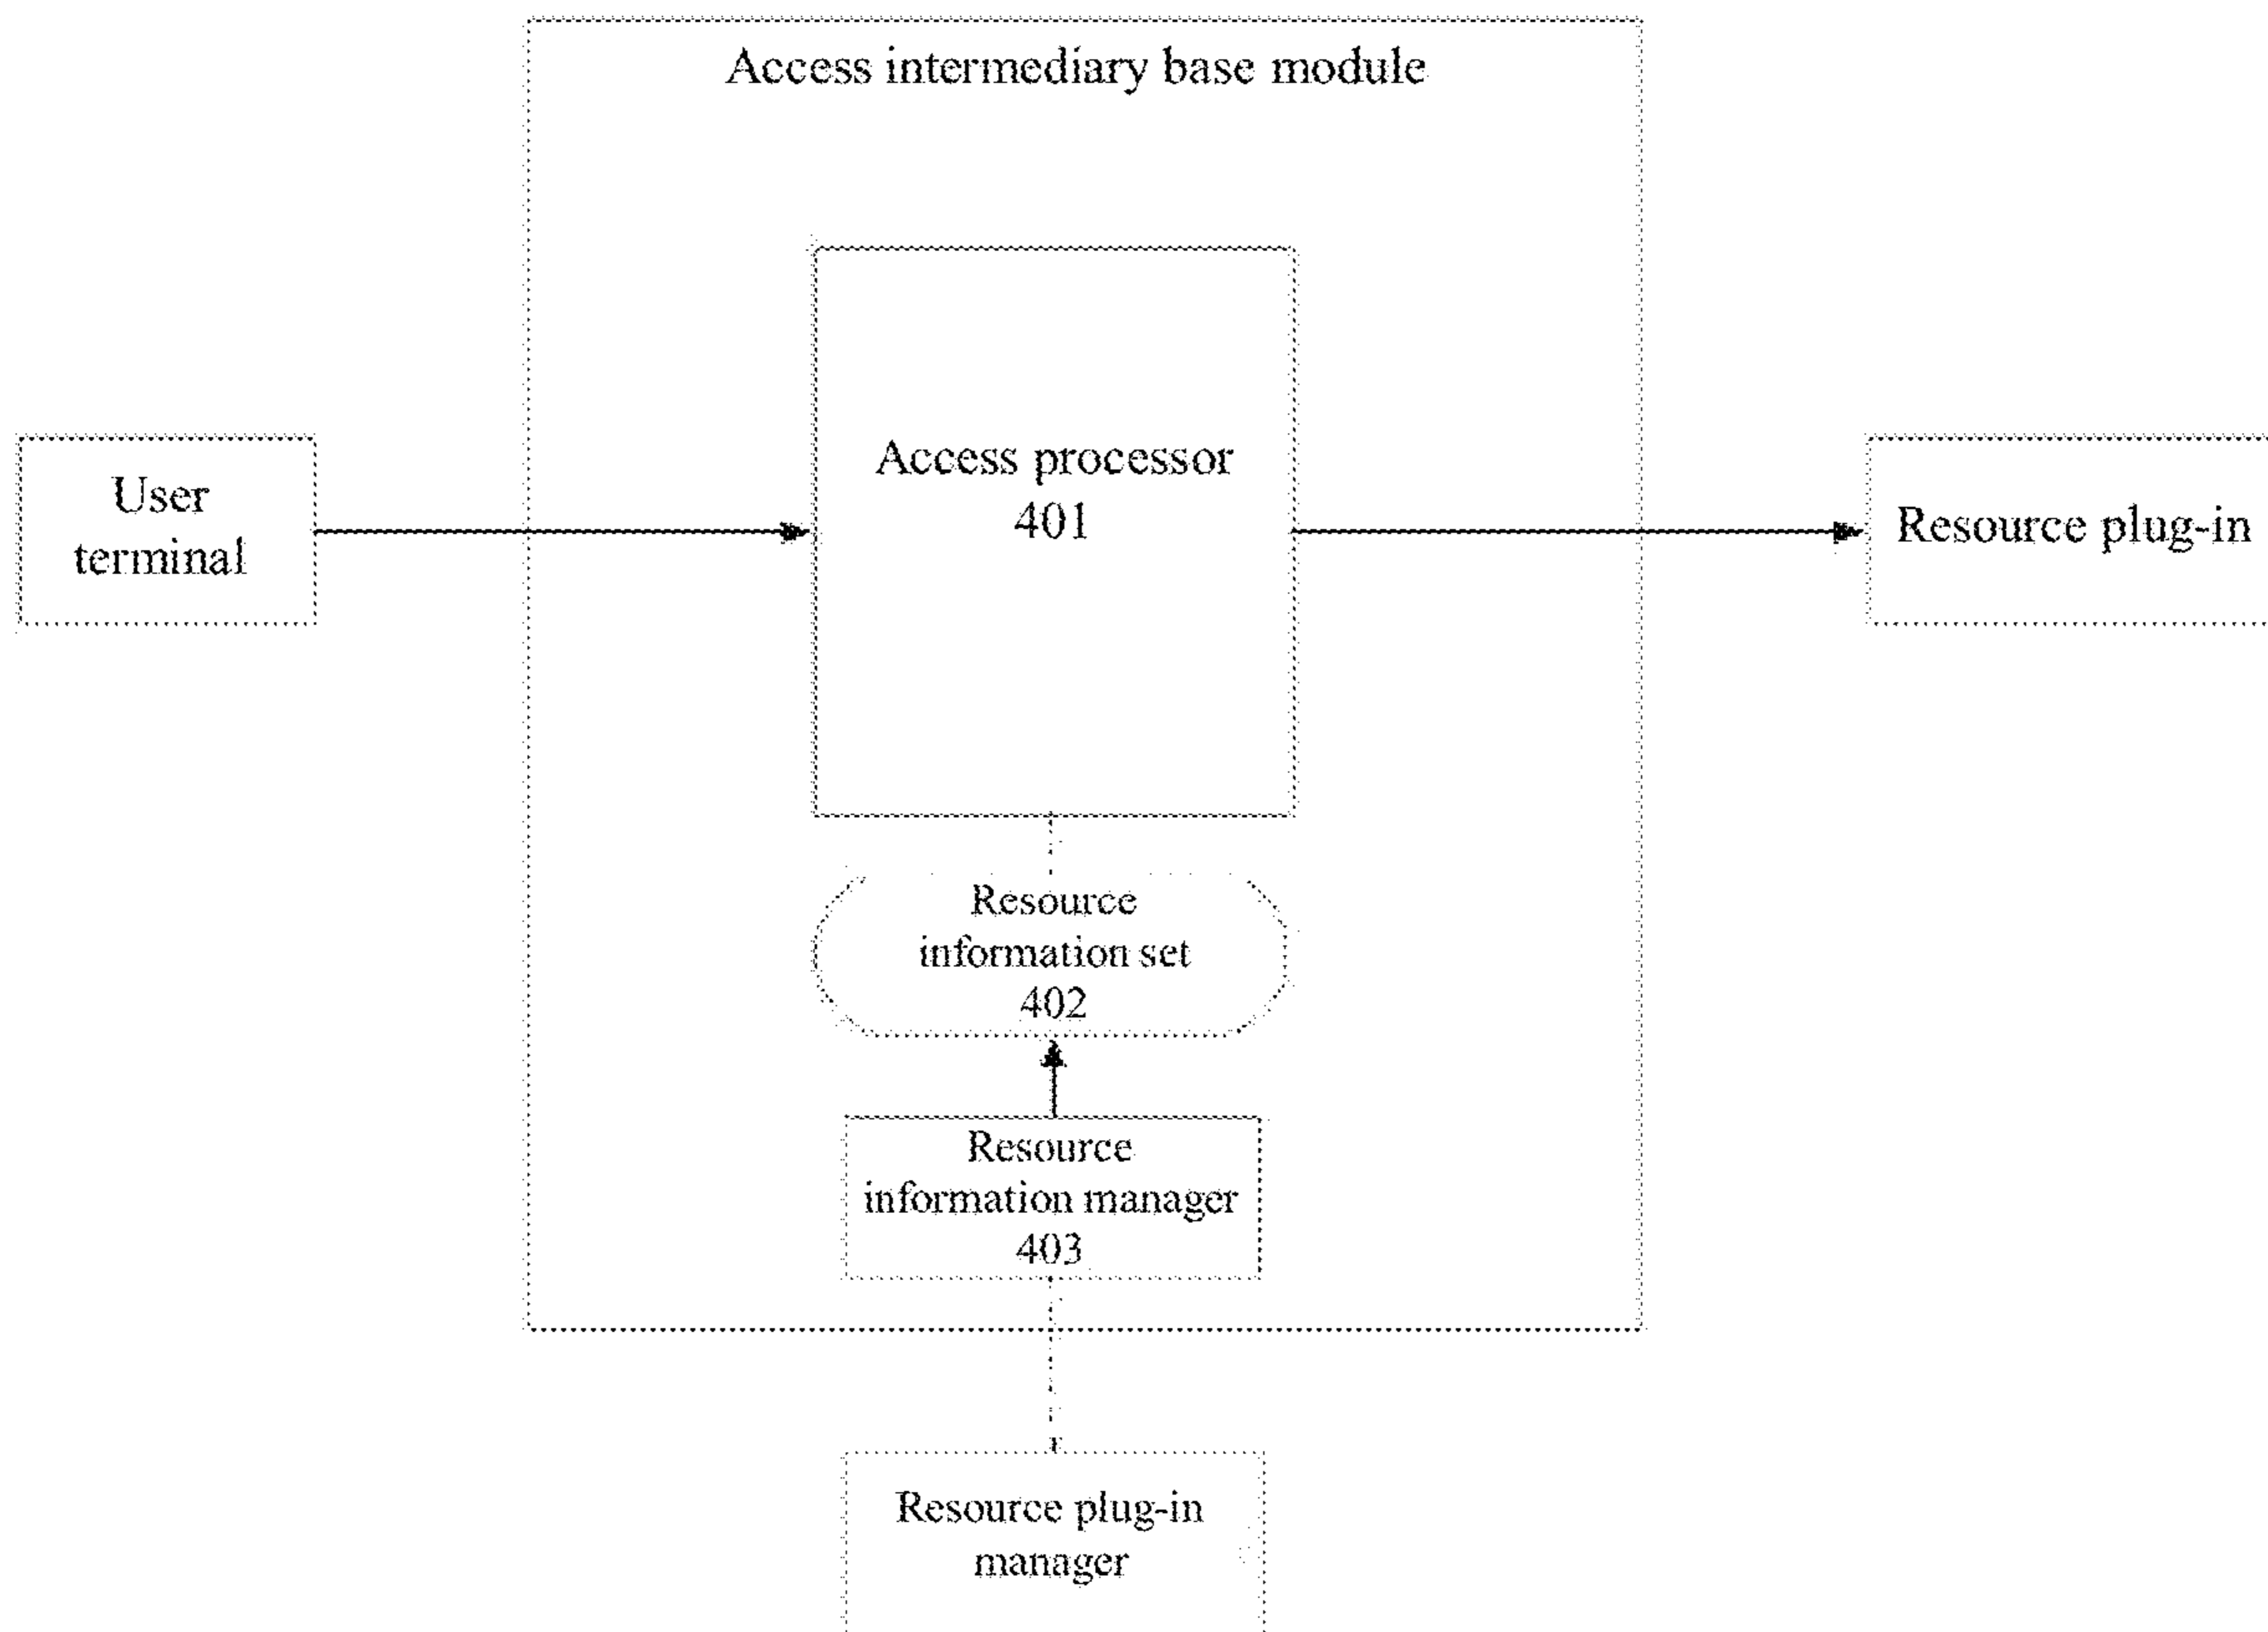 Access intermediary base module
User
terminal
Access processor
401
Resource plug-in
Resource
information set
402
Resource
information manager
403
Resource plug-in
manager